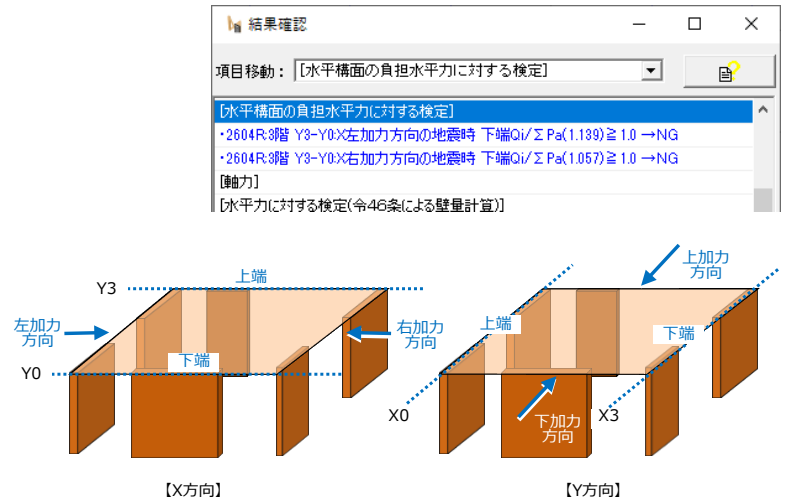 結果確認
項目移動： [水平構面の負担水平力に対する検定]
[水平構面の負担水平力に対する検定]
・2604R:3階 Y3-Y0:X左加力方向の地震時 下端Qi/ΣPa(1.139)≧1.0 →NG
・2604R:3階 Y3-Y0:X右加力方向の地震時 下端Qi/ΣPa(1.057)≧1.0 →NG
[軸力]
[水平力に対する検定(令46条による壁量計算)]
Y3
上端
左加力
方向
右加力
方向
下端
Y0
【X方向】
上加力
方向
上端
下端
X0
X3
下加力
方向
【Y方向】